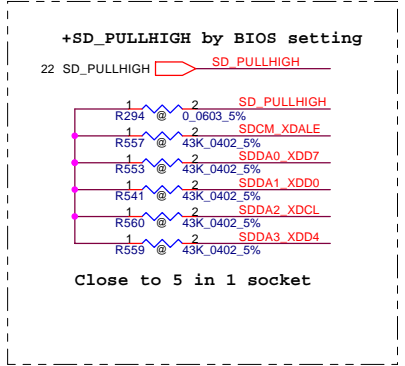 +SD_PULLHIGH by BIOS setting
22 SD_PULLHIGH SD_PULLHIGH
1 2 SD_PULLHIGH
R294 @ 0_0603_5%
1 2 SDCM_XDALE
R557 @ 43K_0402_5%
1 2 SDDA0_XDD7
R553 @ 43K_0402_5%
1 2 SDDA1_XDD0
R541 @ 43K_0402_5%
1 2 SDDA2_XDCL
R560 @ 43K_0402_5%
1 2 SDDA3_XDD4
R559 @ 43K_0402_5%
Close to 5 in 1 socket